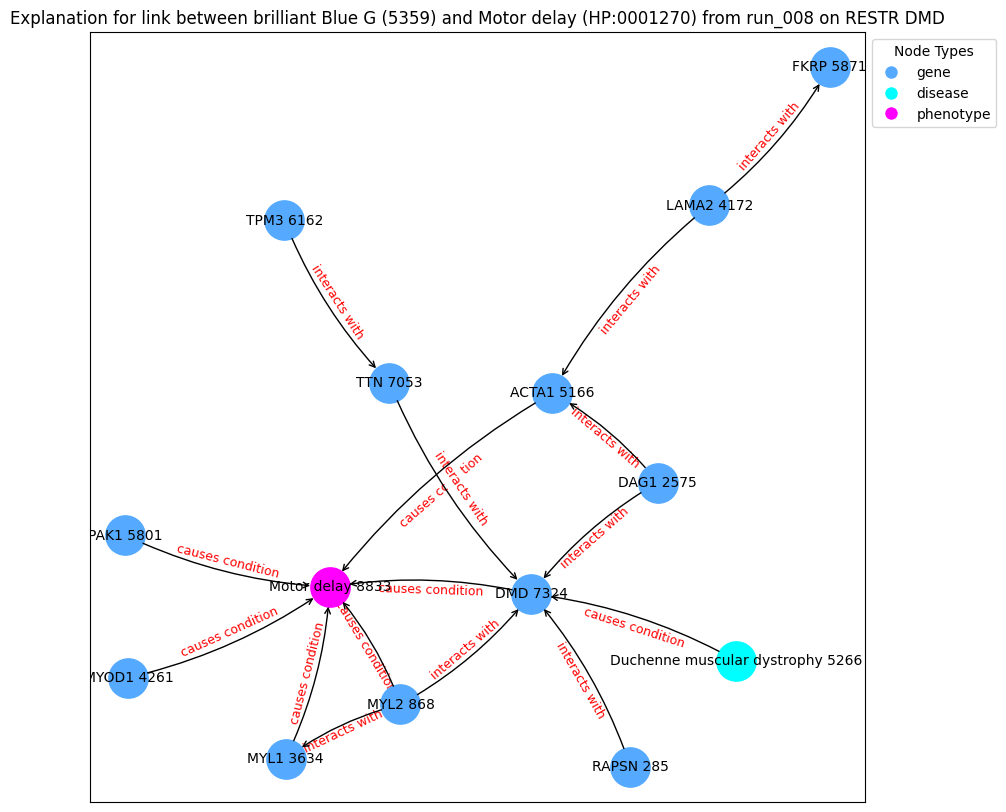 Explanation for link between brilliant Blue G (5359) and Motor delay (HP:0001270) from run_008 on RESTR DMD
Node Types
gene
disease
phenotype
FKRP 5871
interacts with
LAMA2 4172
TPM3 6162
interacts with
interacts with
TTN 7053
ACTA1 5166
interacts with
causes condition
interacts with
DAG1 2575
interacts with
PAK1 5801
causes condition
Motor delay 8833
causes condition
DMD 7324
causes condition
causes condition
causes condition
interacts with
Duchenne muscular dystrophy 5266
MYOD1 4261
causes condition
interacts with
MYL2 868
interacts with
MYL1 3634
RAPSN 285